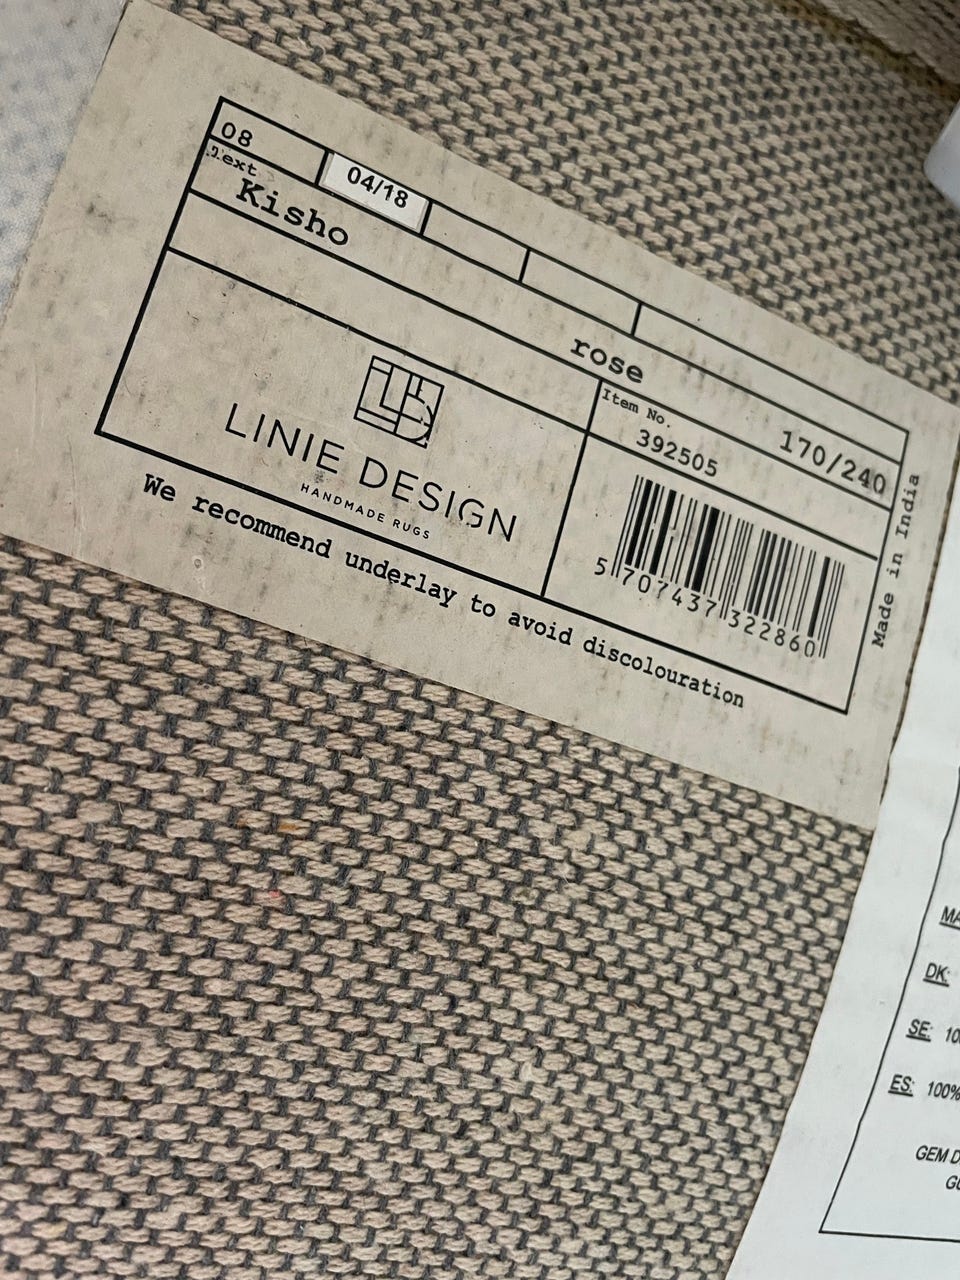 08
04/18
Text
Kisho
rose
170/240
Item No.
392505
LINIE DESIGN
HANDMADE RUGS
5 707437 322860
Made in India
We recommend underlay to avoid discolouration
DK:
SE:
ES: 100%
GEM